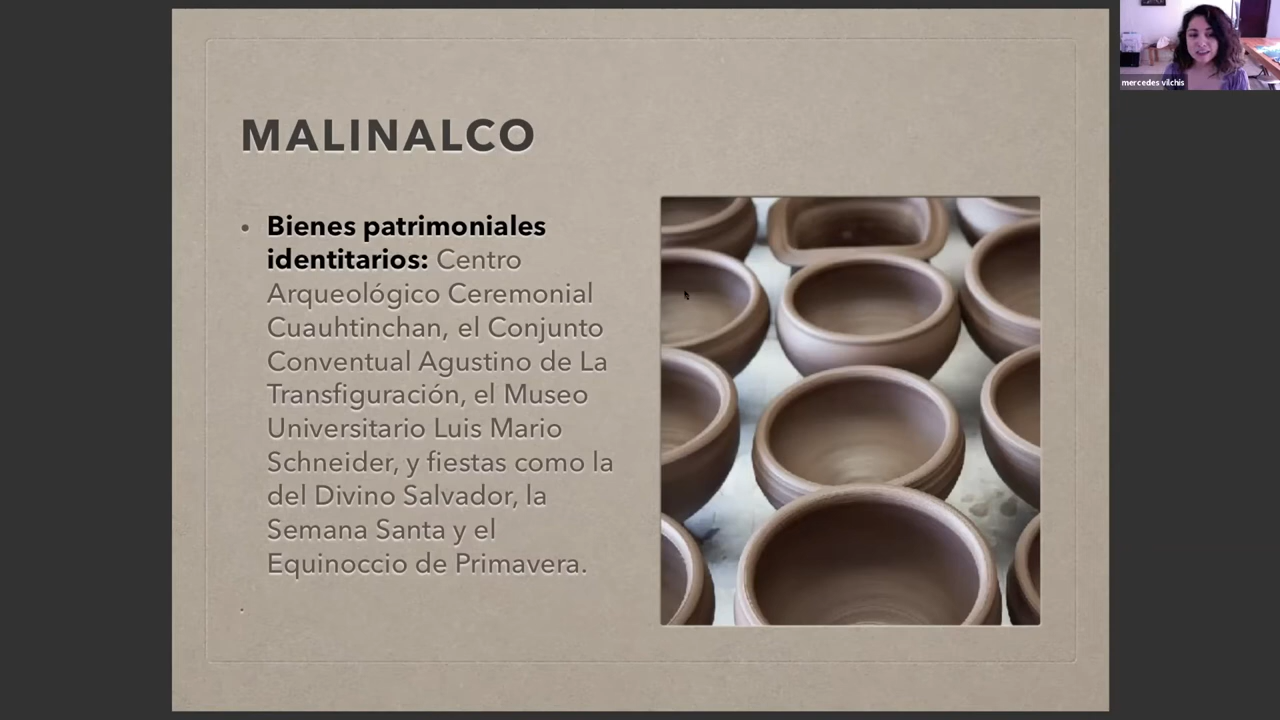 MALINALCO
• Bienes patrimoniales
identitarios: Centro
Arqueológico Ceremonial
Cuauhtinchan, el Conjunto
Conventual Agustino de La
Transfiguración, el Museo
Universitario Luis Mario
Schneider, y fiestas como la
del Divino Salvador, la
Semana Santa y el
Equinoccio de Primavera.
mercedes vilchis